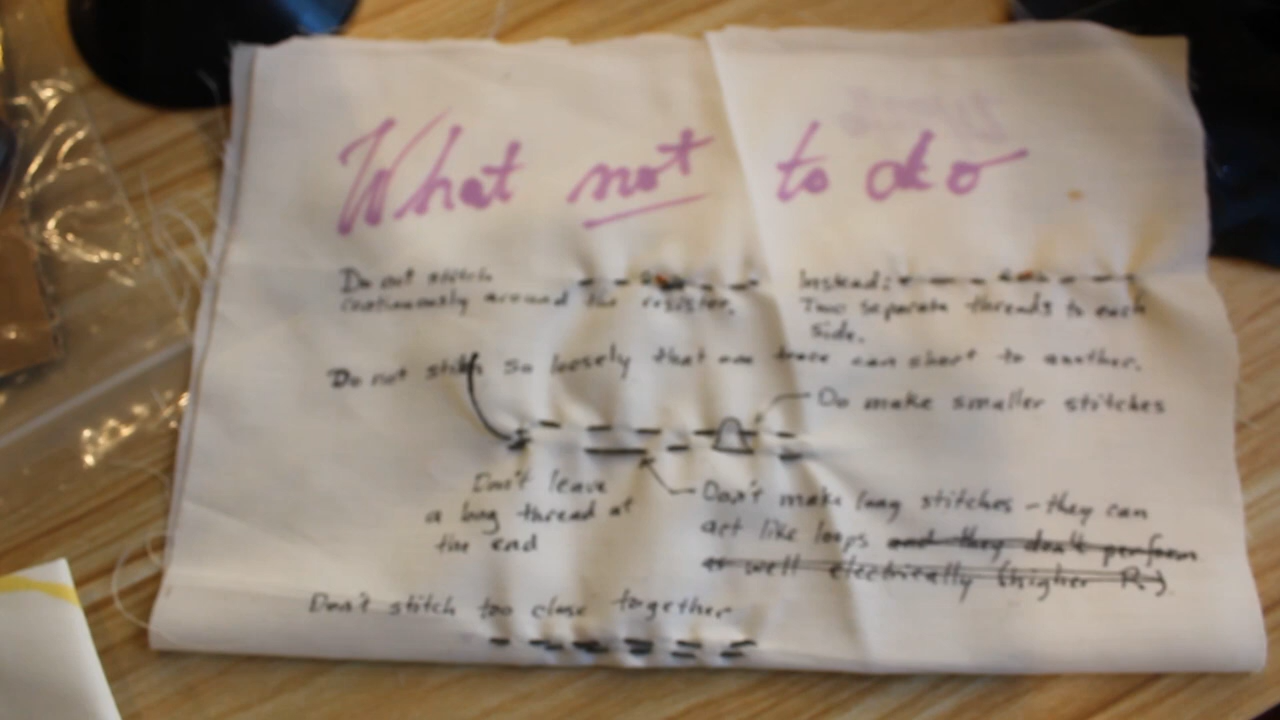 What not to do
Do not stitch
continuously around the resister.
Instead:
Two separate threads to each
side.
Do not stitch so loosely that one trace can short to another.
Do make smaller stitches
Don't leave
a long thread at
the end
Don't make long stitches - they can
act like loops and they don't perform
as well electrically (higher R.)
Don't stitch too close together